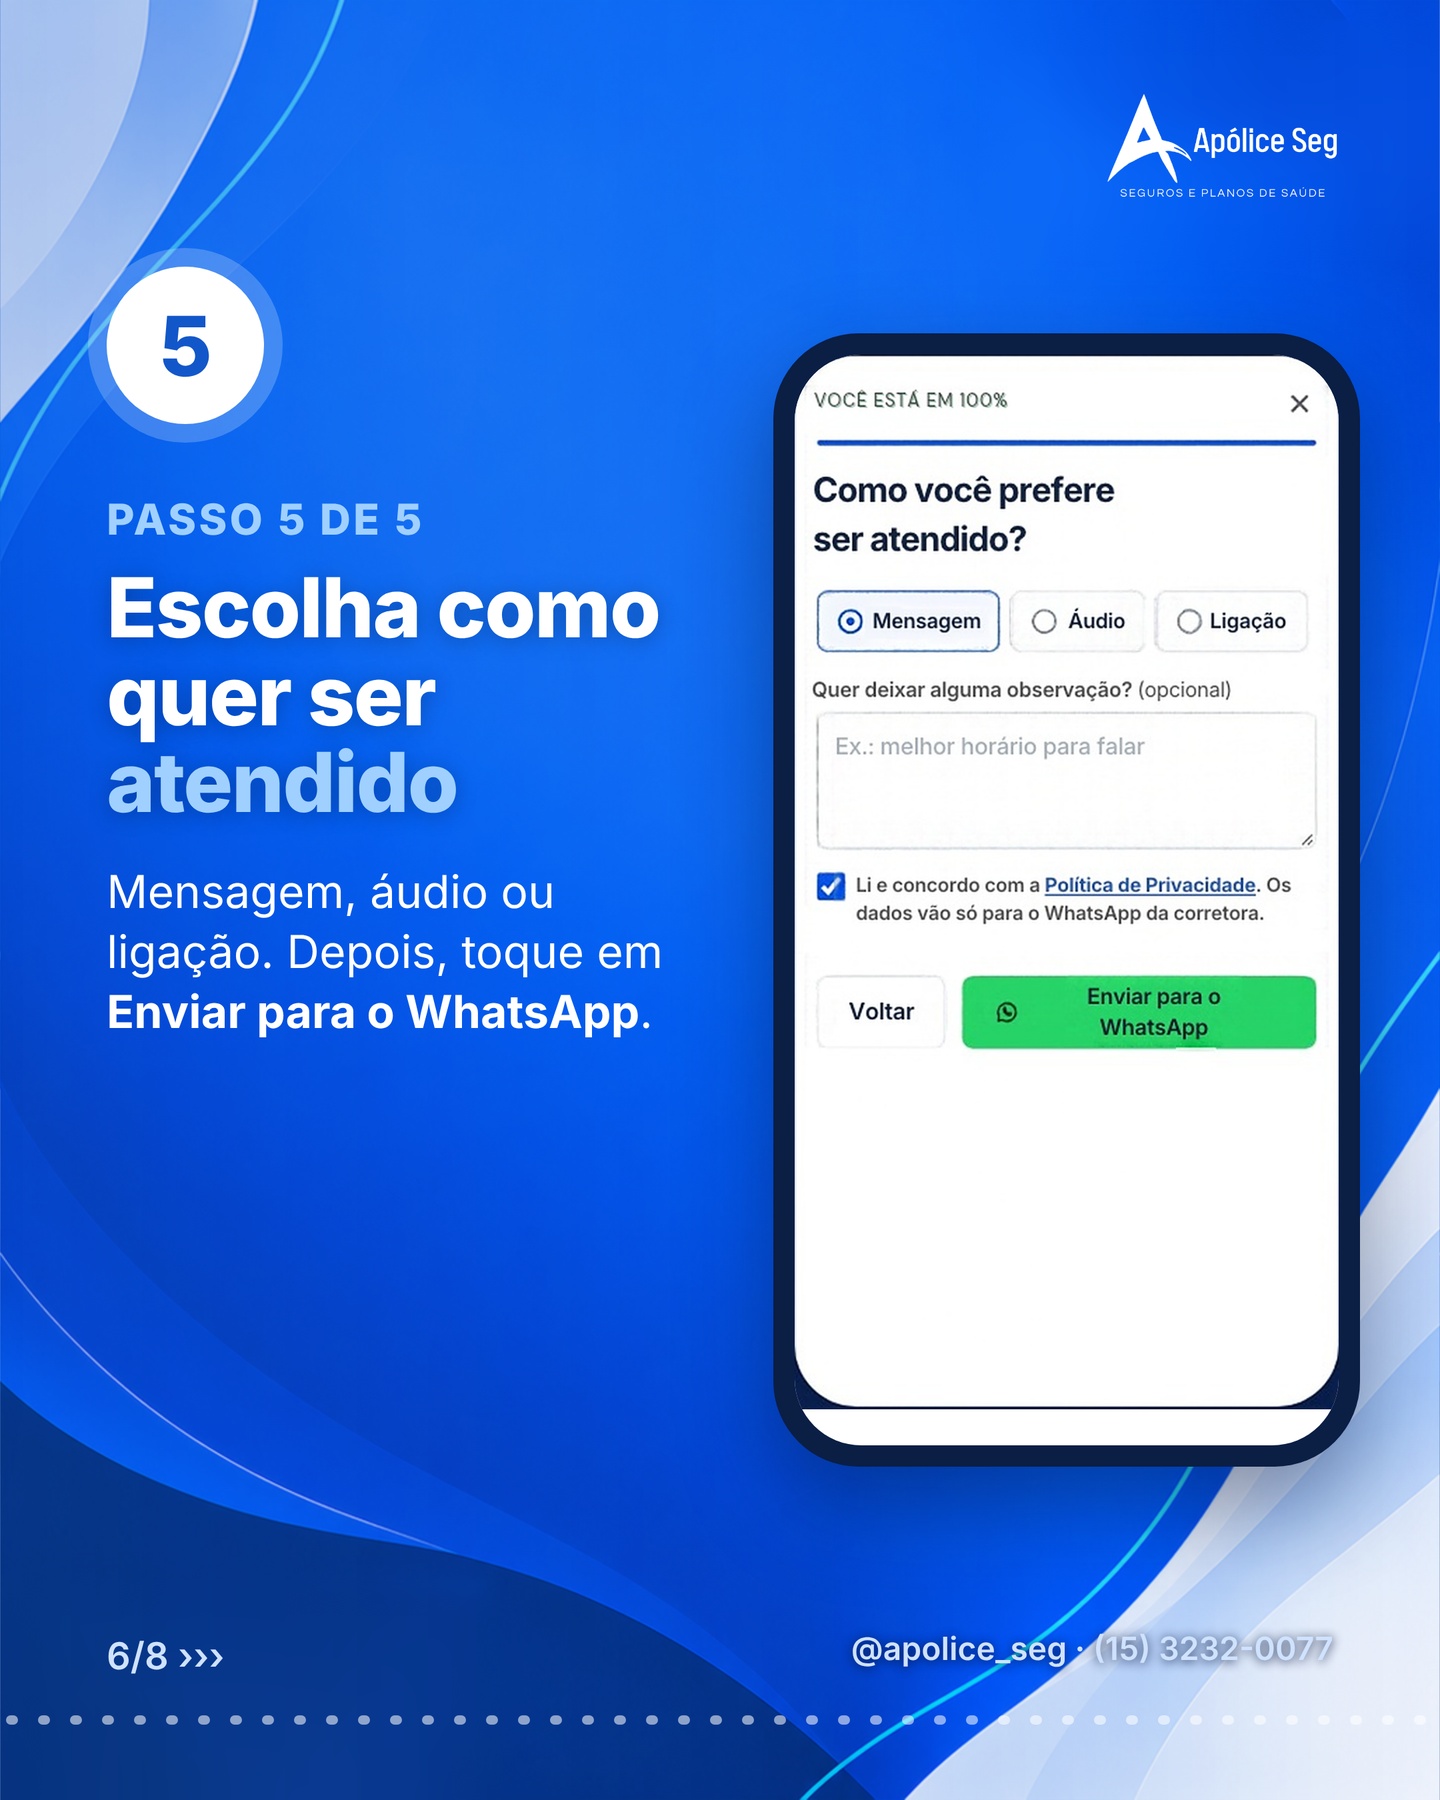 Apólice Seg
SEGUROS E PLANOS DE SAÚDE
5
PASSO 5 DE 5
Escolha como
quer ser
atendido
Mensagem, áudio ou
ligação. Depois, toque em
Enviar para o WhatsApp.
VOCÊ ESTÁ EM 100%
Como você prefere
ser atendido?
Mensagem Áudio Ligação
Quer deixar alguma observação? (opcional)
Ex.: melhor horário para falar
Li e concordo com a Política de Privacidade. Os
dados vão só para o WhatsApp da corretora.
Voltar
Enviar para o
WhatsApp
6/8 ›››
@apolice_seg · (15) 3232-0077